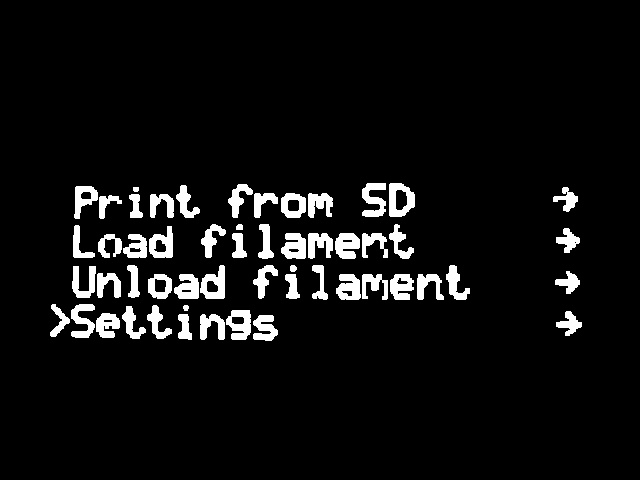 Print from SD →
Load filament →
Unload filament →
>Settings →